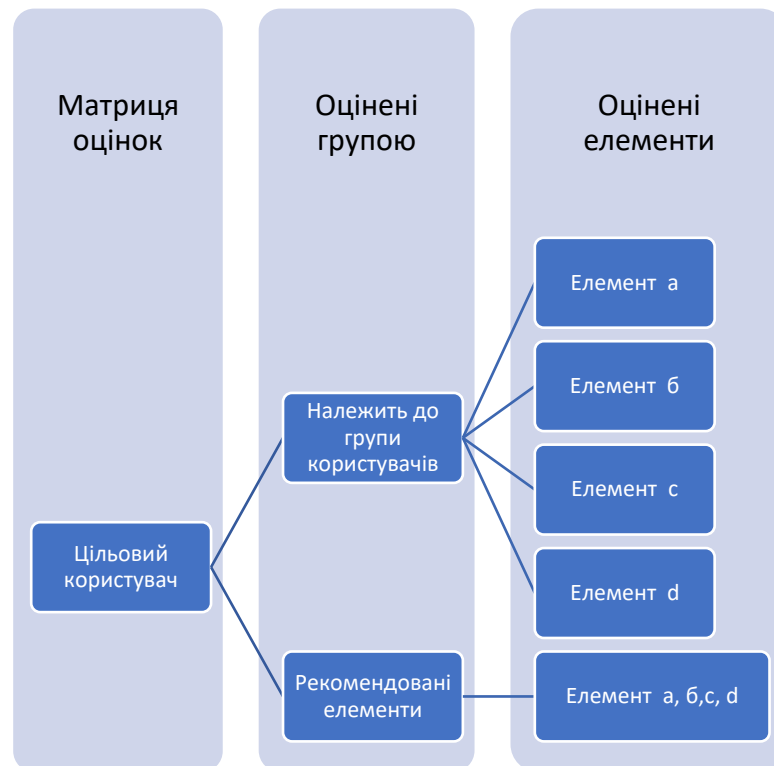 Матриця
оцінок
Оцінені
групою
Оцінені
елементи
Елемент а
Елемент б
Належить до
групи
користувачів
Елемент с
Цільовий
користувач
Елемент d
Рекомендовані
елементи
Елемент а, б,с, d